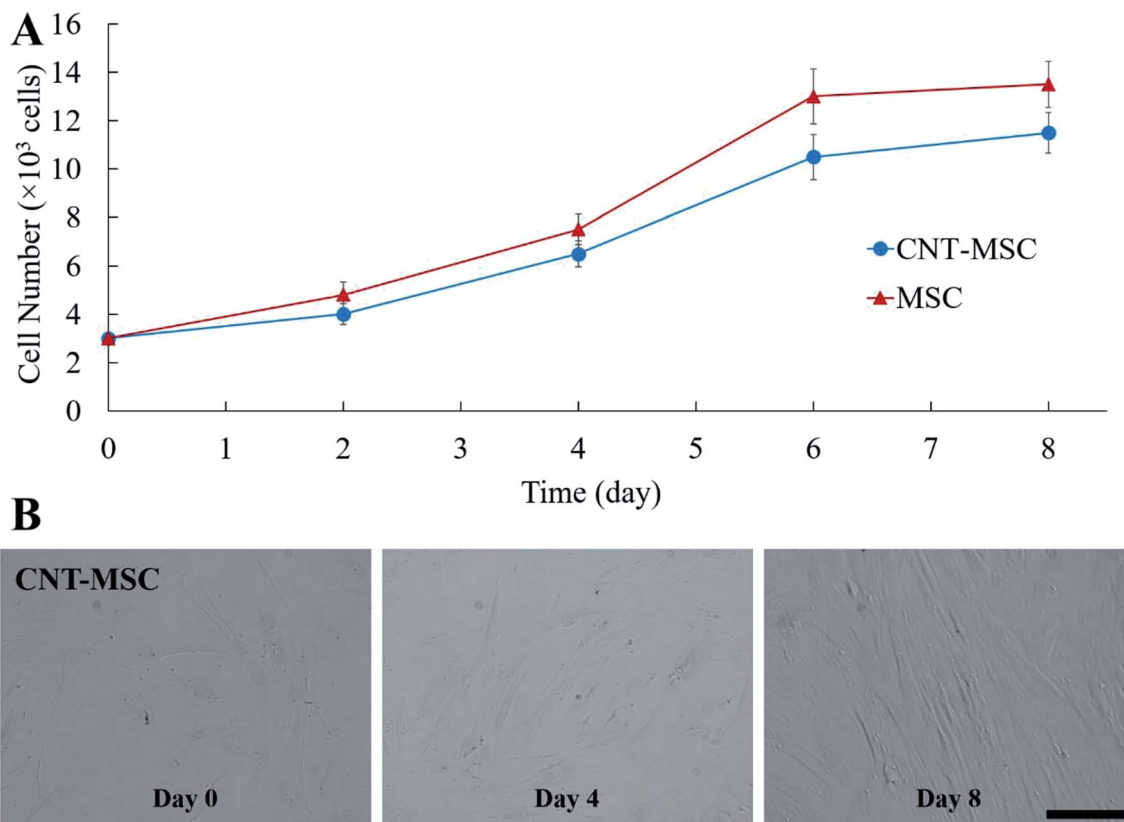 A
16
14
12
10
8
6
4
2
0
Cell Number (×10³ cells)
CNT-MSC
MSC
0 1 2 3 4 5 6 7 8
Time (day)
B
CNT-MSC
Day 0 Day 4 Day 8